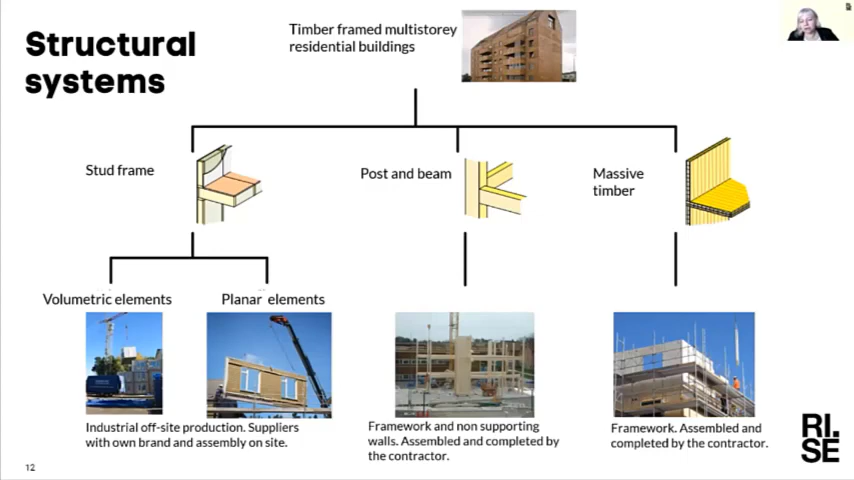 Structural
systems
Timber framed multistorey
residential buildings
Stud frame
Post and beam
Massive
timber
Volumetric elements
Planar elements
Industrial off-site production. Suppliers
with own brand and assembly on site.
Framework and non supporting
walls. Assembled and completed by
the contractor.
Framework. Assembled and
completed by the contractor.
12
RI.
SE